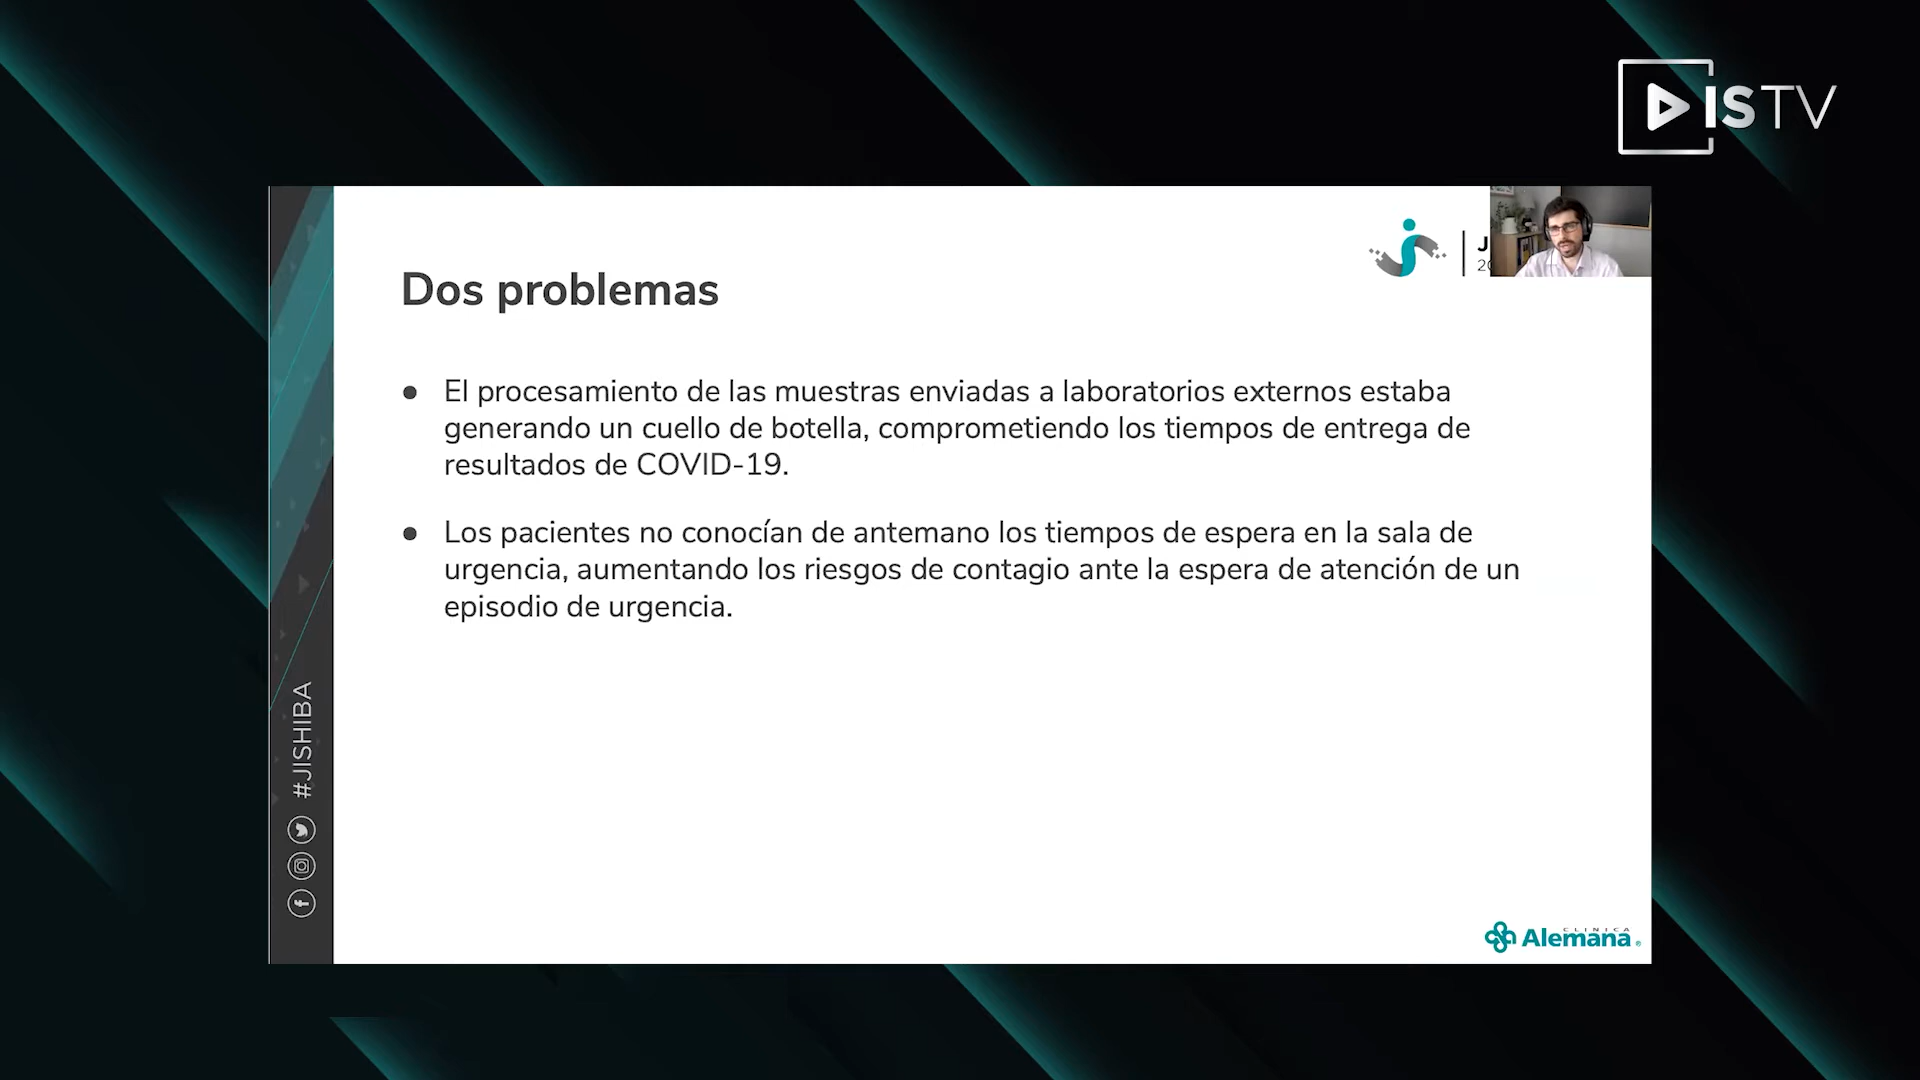 ISTV
Dos problemas
● El procesamiento de las muestras enviadas a laboratorios externos estaba
generando un cuello de botella, comprometiendo los tiempos de entrega de
resultados de COVID-19.
● Los pacientes no conocían de antemano los tiempos de espera en la sala de
urgencia, aumentando los riesgos de contagio ante la espera de atención de un
episodio de urgencia.
#JISHIBA
CLINICA
Alemana